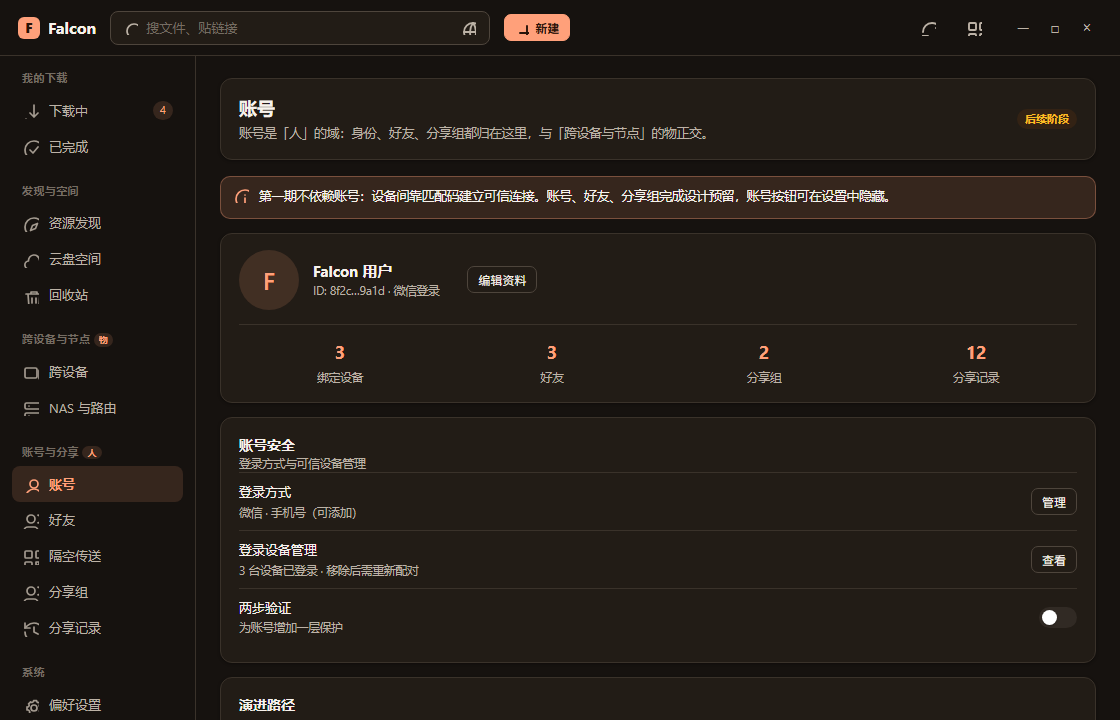 F Falcon
搜文件、贴链接
新建
我的下载
下载中 4
已完成
发现与空间
资源发现
云盘空间
回收站
跨设备与节点 物
跨设备
NAS 与路由
账号与分享 人
账号
好友
隔空传送
分享组
分享记录
系统
偏好设置
账号
账号是「人」的域：身份、好友、分享组都归在这里，与「跨设备与节点」的物正交。
后续阶段
第一期不依赖账号：设备间靠匹配码建立可信连接。账号、好友、分享组完成设计预留，账号按钮可在设置中隐藏。
F
Falcon 用户
ID: 8f2c…9a1d · 微信登录
编辑资料
3
绑定设备
3
好友
2
分享组
12
分享记录
账号安全
登录方式与可信设备管理
登录方式
微信 · 手机号（可添加）
管理
登录设备管理
3 台设备已登录 · 移除后需重新配对
查看
两步验证
为账号增加一层保护
演进路径